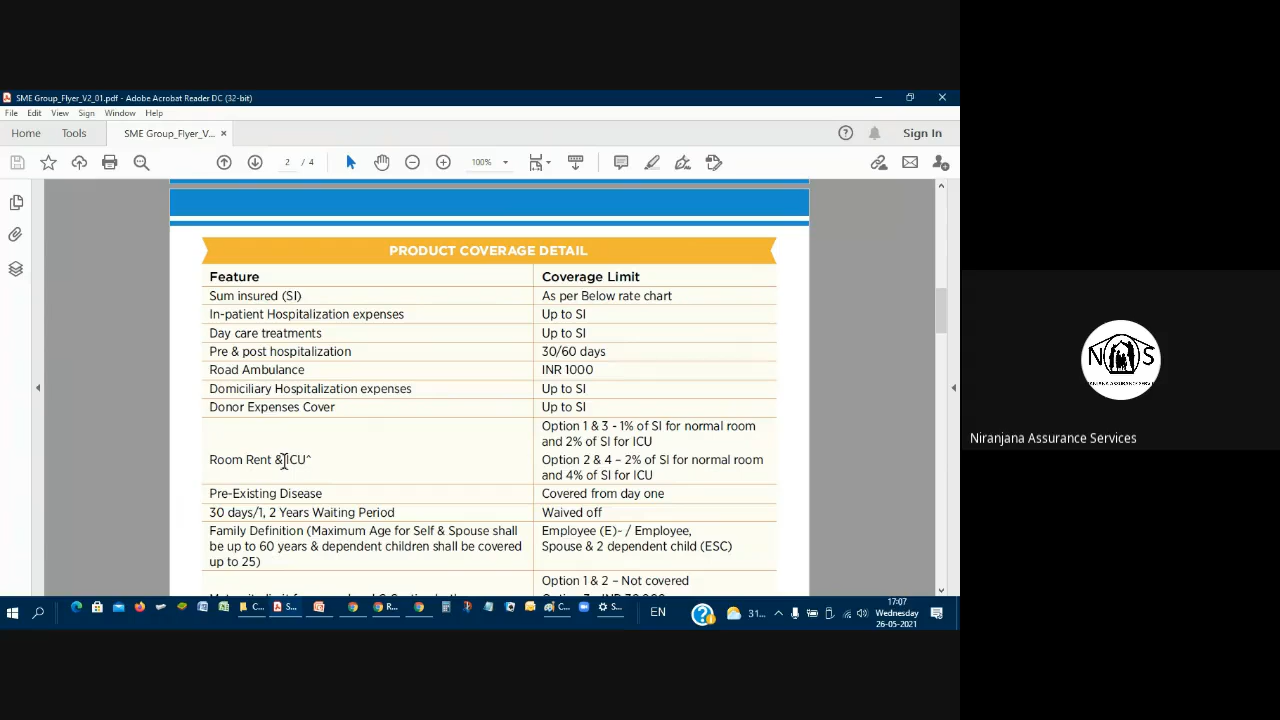 SME Group_Flyer_V2_01.pdf - Adobe Acrobat Reader DC (32-bit)
File Edit View Sign Window Help
Home Tools SME Group_Flyer_V... × Sign In
2 / 4 100%
PRODUCT COVERAGE DETAIL
Feature Coverage Limit
Sum insured (SI) As per Below rate chart
In-patient Hospitalization expenses Up to SI
Day care treatments Up to SI
Pre & post hospitalization 30/60 days
Road Ambulance INR 1000
Domiciliary Hospitalization expenses Up to SI
Donor Expenses Cover Up to SI
Room Rent & ICU^ Option 1 & 3 - 1% of SI for normal room
and 2% of SI for ICU
Option 2 & 4 – 2% of SI for normal room
and 4% of SI for ICU
Pre-Existing Disease Covered from day one
30 days/1, 2 Years Waiting Period Waived off
Family Definition (Maximum Age for Self & Spouse shall
be up to 60 years & dependent children shall be covered
up to 25) Employee (E)- / Employee,
Spouse & 2 dependent child (ESC)
Option 1 & 2 – Not covered
C... S... R... C... S... EN 31... 17:07
Wednesday
26-05-2021
NAS
Niranjana Assurance Services